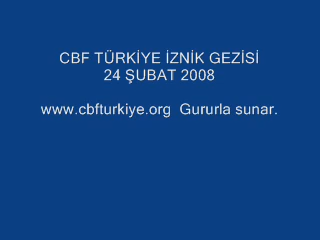 CBF TÜRKİYE İZNİK GEZİSİ
24 ŞUBAT 2008
www.cbfturkiye.org  Gururla sunar.